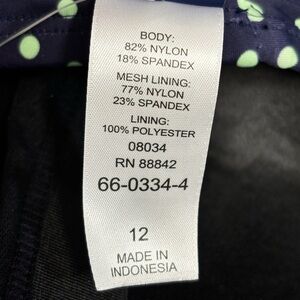 BODY:
82% NYLON
18% SPANDEX
MESH LINING:
77% NYLON
23% SPANDEX
LINING:
100% POLYESTER
08034
RN 88842
66-0334-4
12
MADE IN
INDONESIA